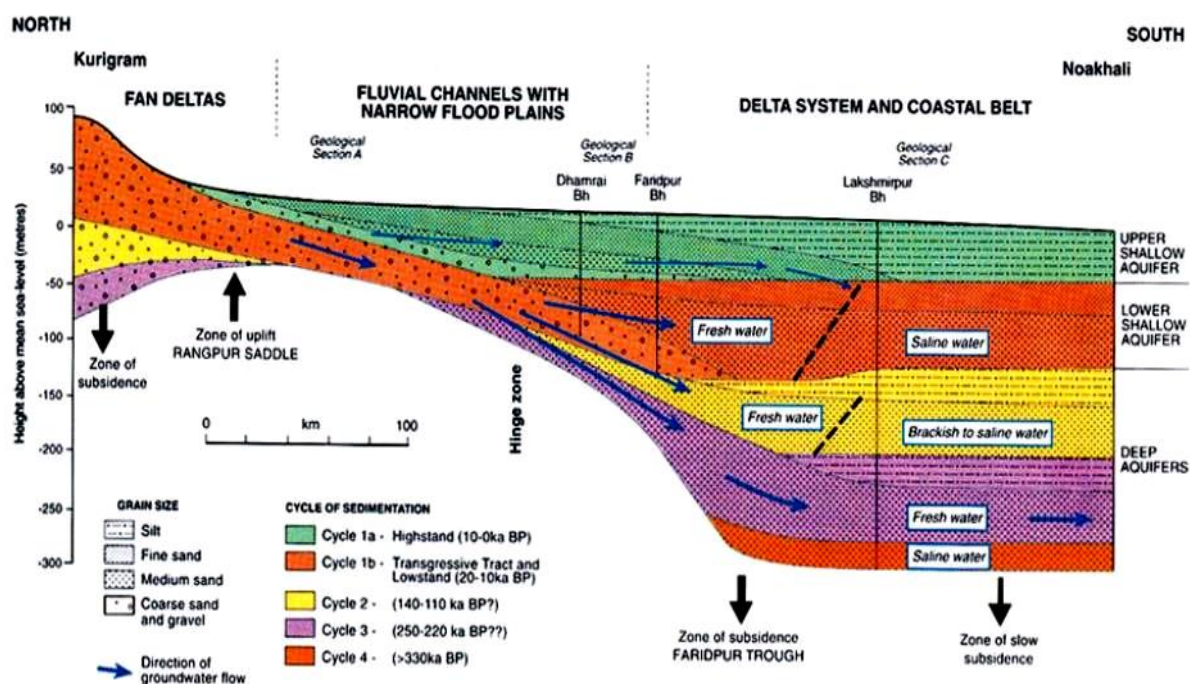 NORTH
SOUTH
Kurigram
Noakhali
FAN DELTAS
FLUVIAL CHANNELS WITH
NARROW FLOOD PLAINS
DELTA SYSTEM AND COASTAL BELT
Geological
Section A
Geological
Section B
Geological
Section C
Dhamrai
Bh
Faridpur
Bh
Lakshmirpur
Bh
Height above mean sea-level (metres)
100
50
0
-50
-100
-150
-200
-250
-300
UPPER
SHALLOW
AQUIFER
LOWER
SHALLOW
AQUIFER
DEEP
AQUIFERS
Zone of
subsidence
Zone of uplift
RANGPUR SADDLE
Fresh water
Saline water
Fresh water
Brackish to saline water
Fresh water
Saline water
0 km 100
Hinge zone
GRAIN SIZE
Silt
Fine sand
Medium sand
Coarse sand
and gravel
Direction of
groundwater flow
CYCLE OF SEDIMENTATION
Cycle 1a - Highstand (10-0ka BP)
Cycle 1b - Transgressive Tract and
Lowstand (20-10ka BP)
Cycle 2 - (140-110 ka BP?)
Cycle 3 - (250-220 ka BP??)
Cycle 4 - (>330ka BP)
Zone of subsidence
FARIDPUR TROUGH
Zone of slow
subsidence